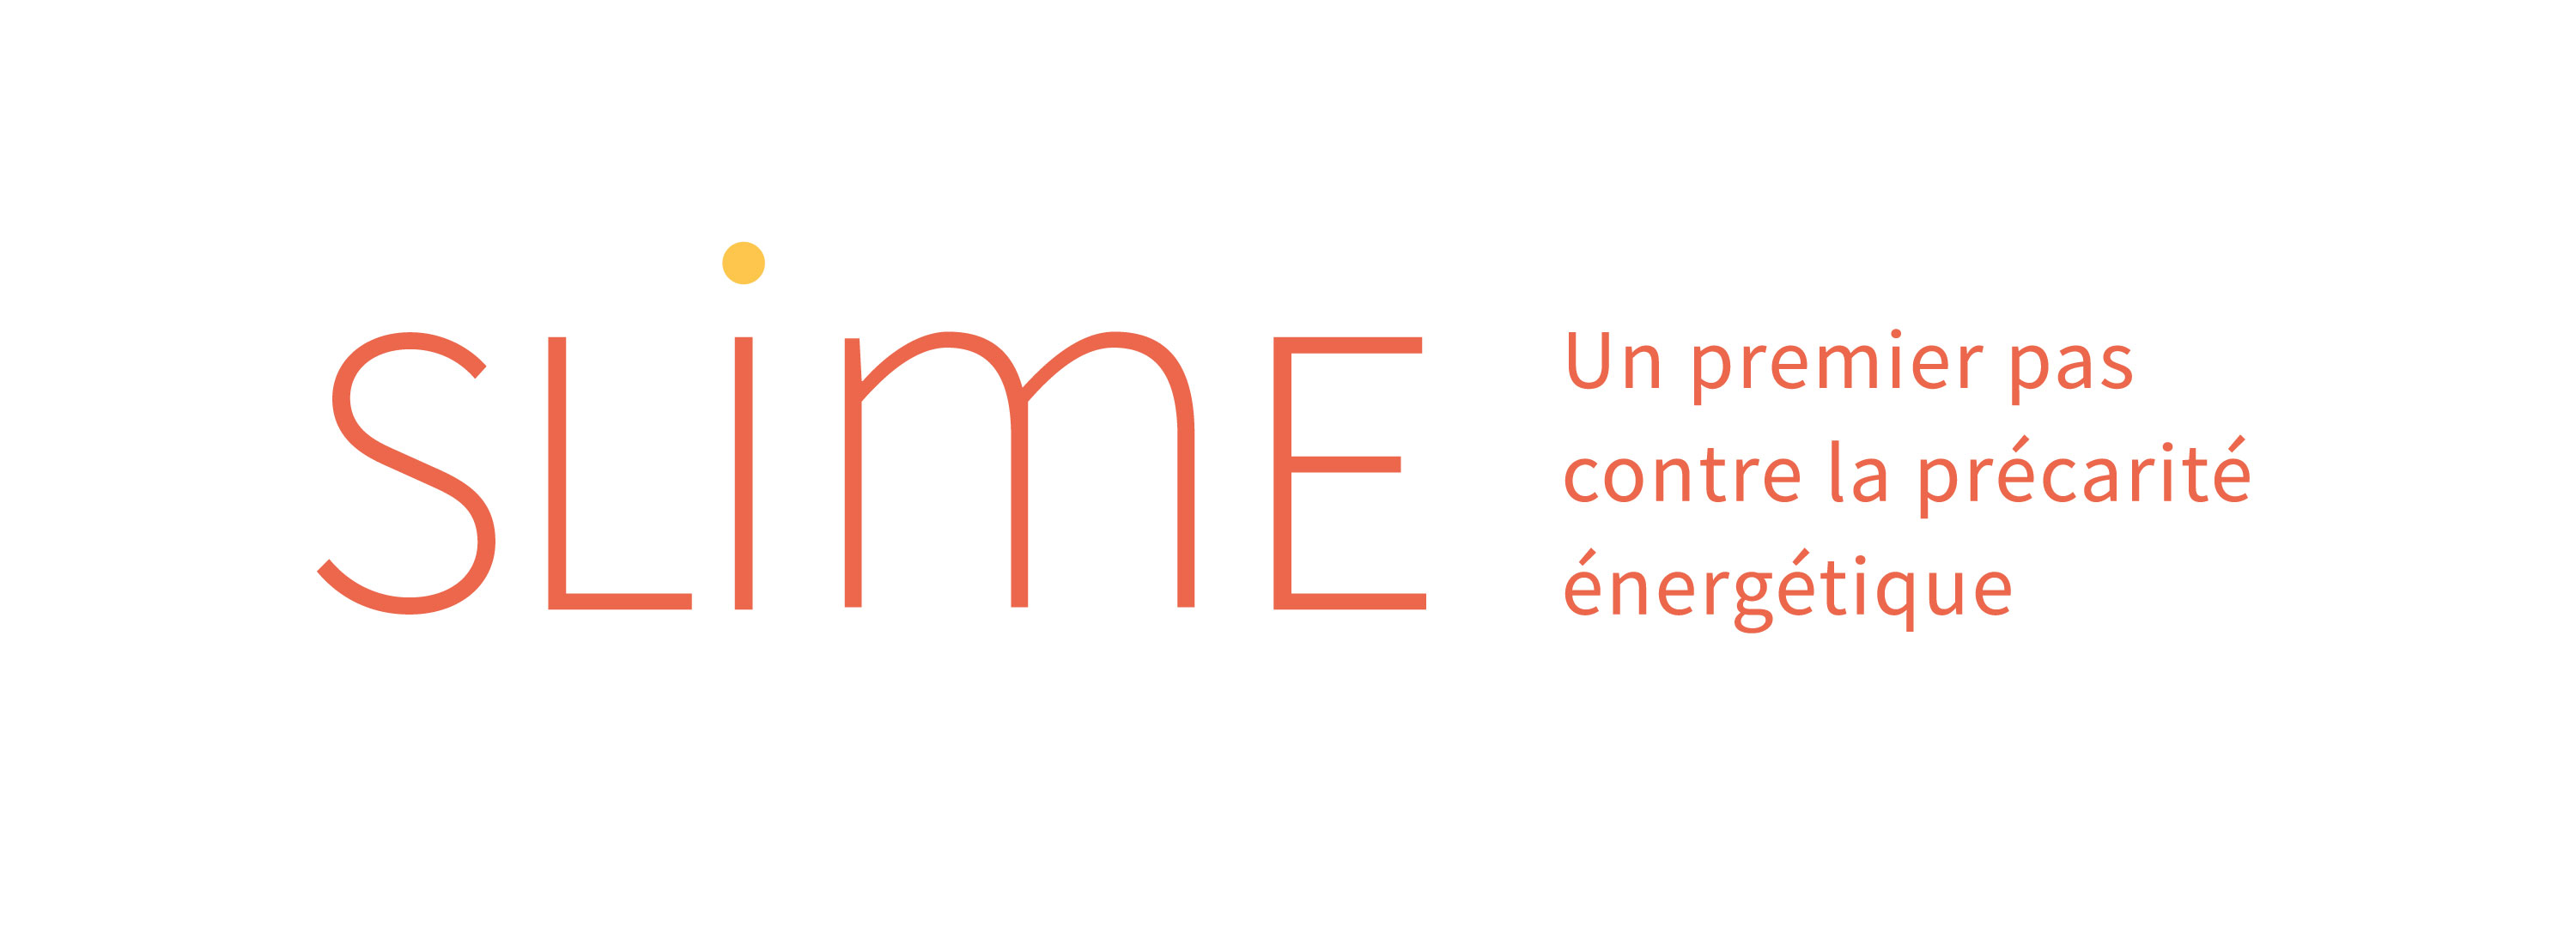 SLimE
Un premier pas
contre la précarité
énergétique